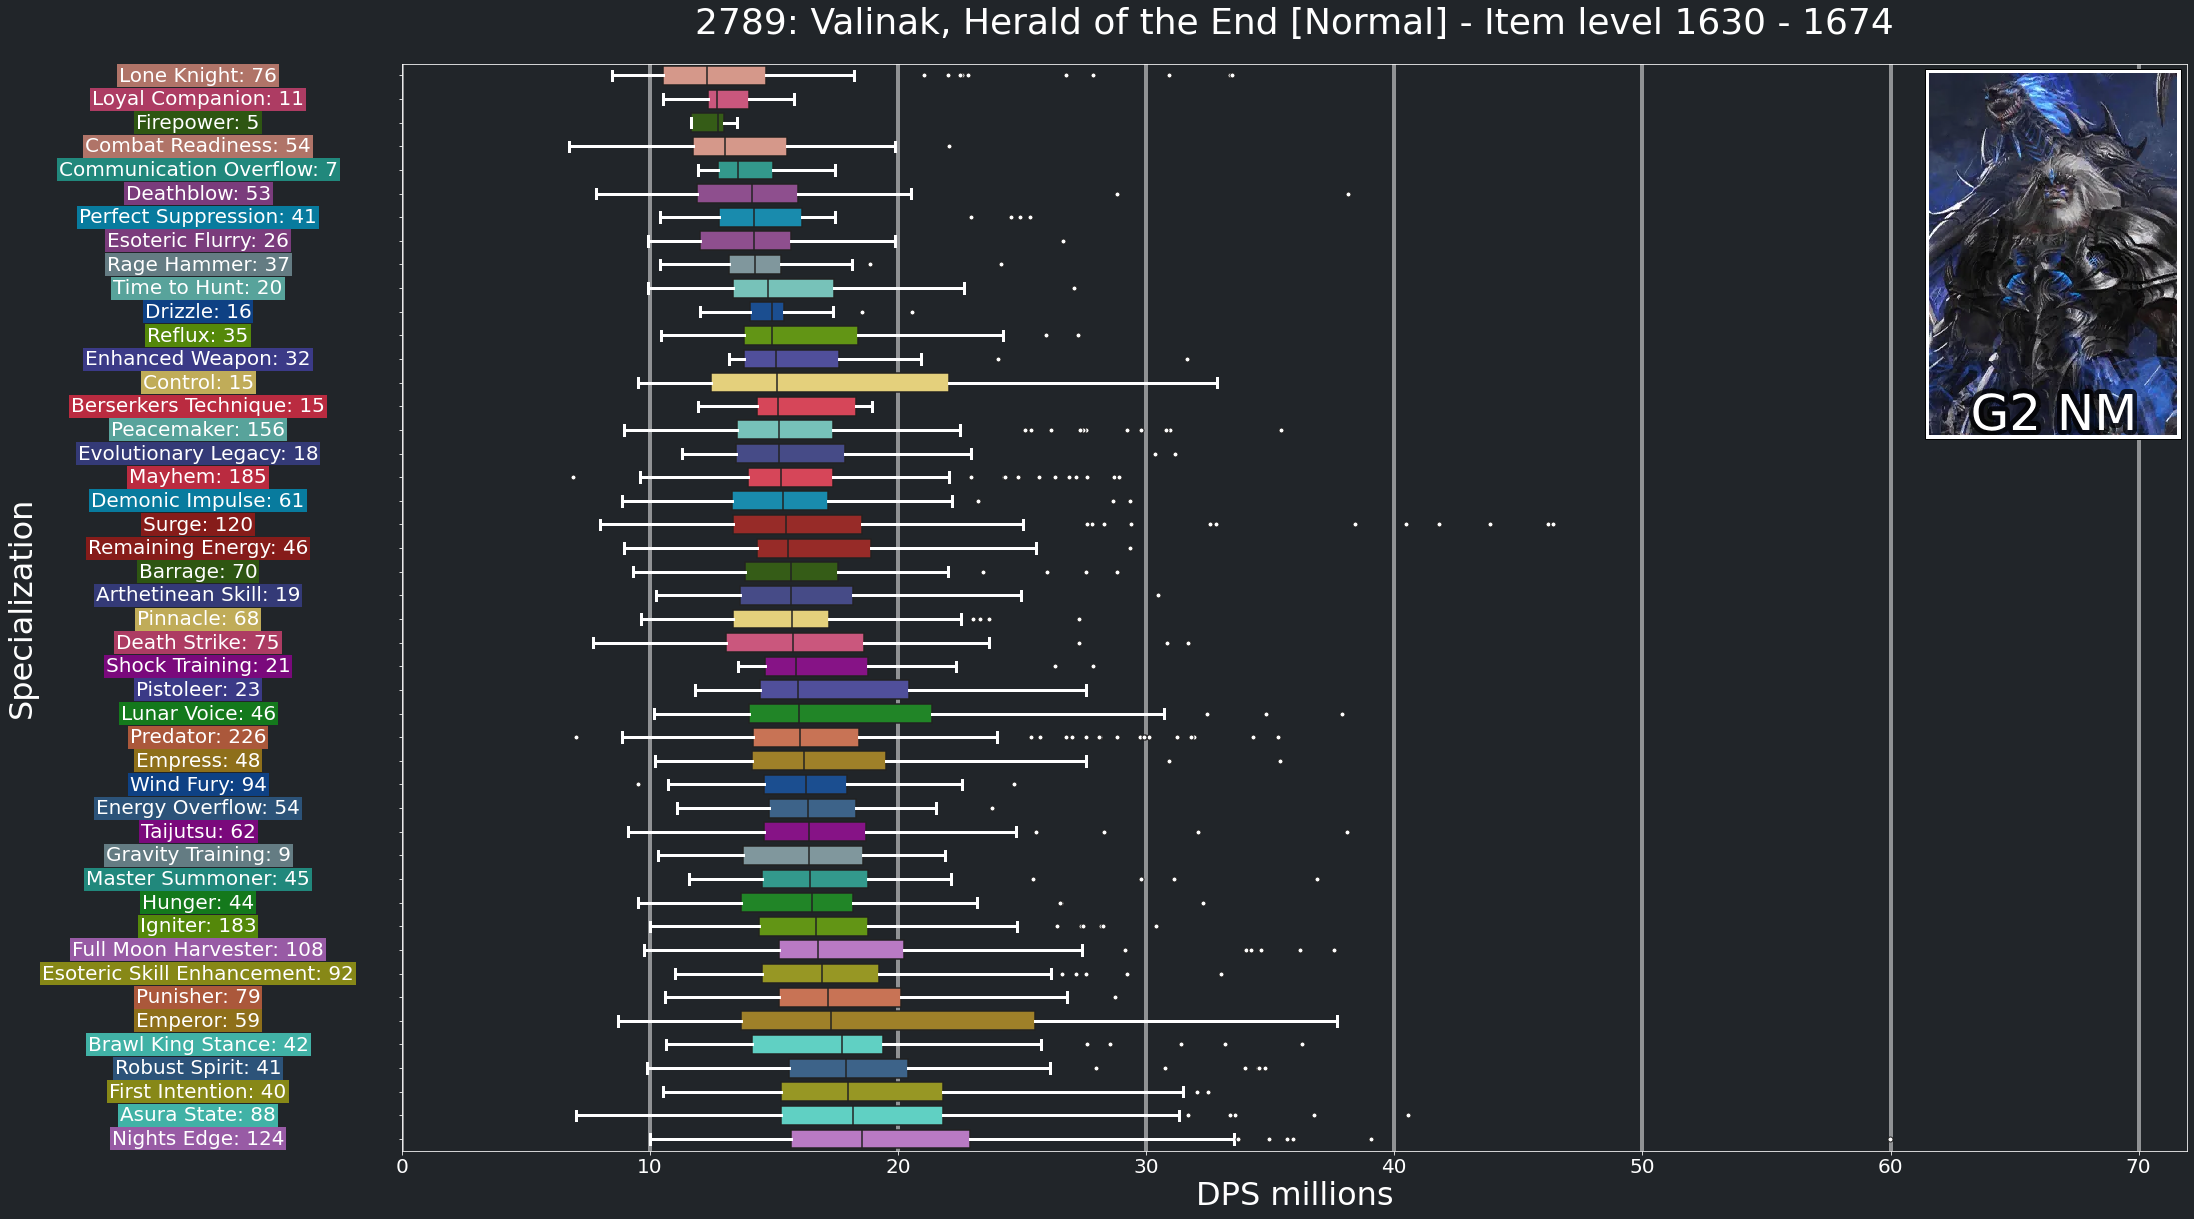 2789: Valinak, Herald of the End [Normal] - Item level 1630 - 1674
Lone Knight: 76
Loyal Companion: 11
Firepower: 5
Combat Readiness: 54
Communication Overflow: 7
Deathblow: 53
Perfect Suppression: 41
Esoteric Flurry: 26
Rage Hammer: 37
Time to Hunt: 20
Drizzle: 16
Reflux: 35
Enhanced Weapon: 32
Control: 15
Berserkers Technique: 15
Peacemaker: 156
Evolutionary Legacy: 18
Mayhem: 185
Demonic Impulse: 61
Surge: 120
Remaining Energy: 46
Barrage: 70
Arthetinean Skill: 19
Pinnacle: 68
Death Strike: 75
Shock Training: 21
Pistoleer: 23
Lunar Voice: 46
Predator: 226
Empress: 48
Wind Fury: 94
Energy Overflow: 54
Taijutsu: 62
Gravity Training: 9
Master Summoner: 45
Hunger: 44
Igniter: 183
Full Moon Harvester: 108
Esoteric Skill Enhancement: 92
Punisher: 79
Emperor: 59
Brawl King Stance: 42
Robust Spirit: 41
First Intention: 40
Asura State: 88
Nights Edge: 124
Specialization
G2 NM
0 10 20 30 40 50 60 70
DPS millions